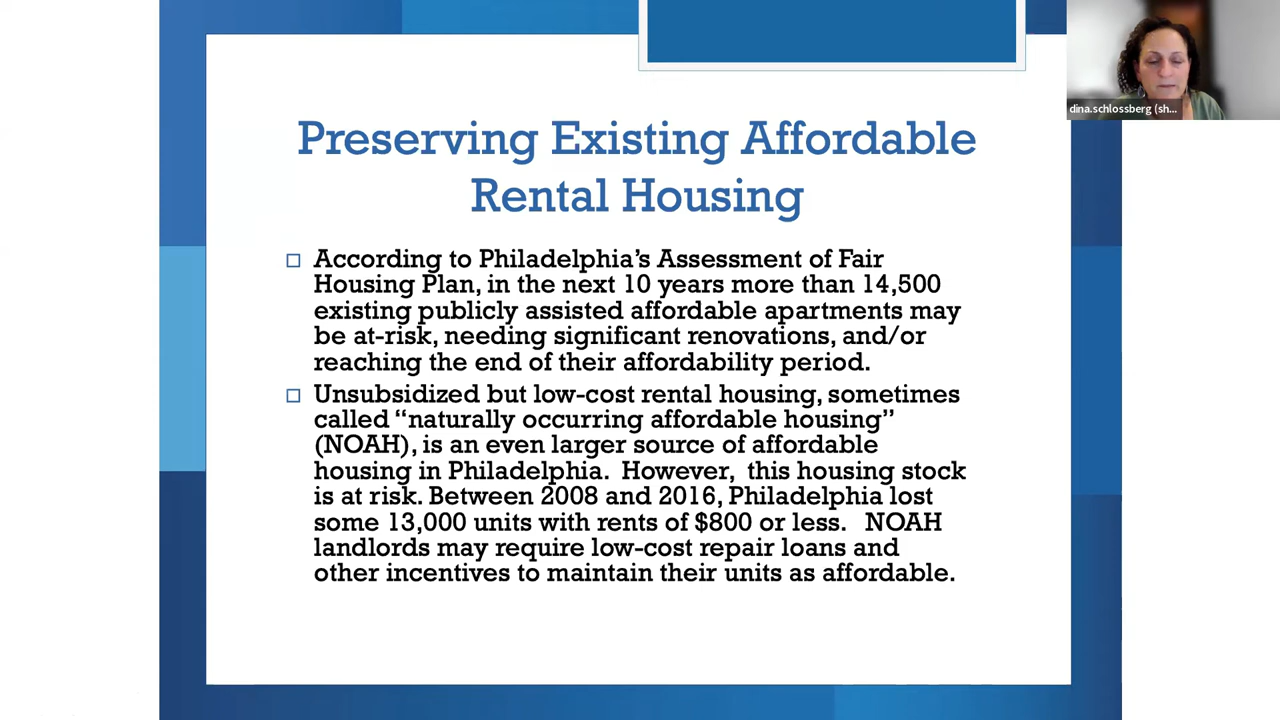 dina.schlossberg (sh...
Preserving Existing Affordable
Rental Housing
According to Philadelphia's Assessment of Fair
Housing Plan, in the next 10 years more than 14,500
existing publicly assisted affordable apartments may
be at-risk, needing significant renovations, and/or
reaching the end of their affordability period.
Unsubsidized but low-cost rental housing, sometimes
called “naturally occurring affordable housing”
(NOAH), is an even larger source of affordable
housing in Philadelphia.  However,  this housing stock
is at risk. Between 2008 and 2016, Philadelphia lost
some 13,000 units with rents of $800 or less.   NOAH
landlords may require low-cost repair loans and
other incentives to maintain their units as affordable.